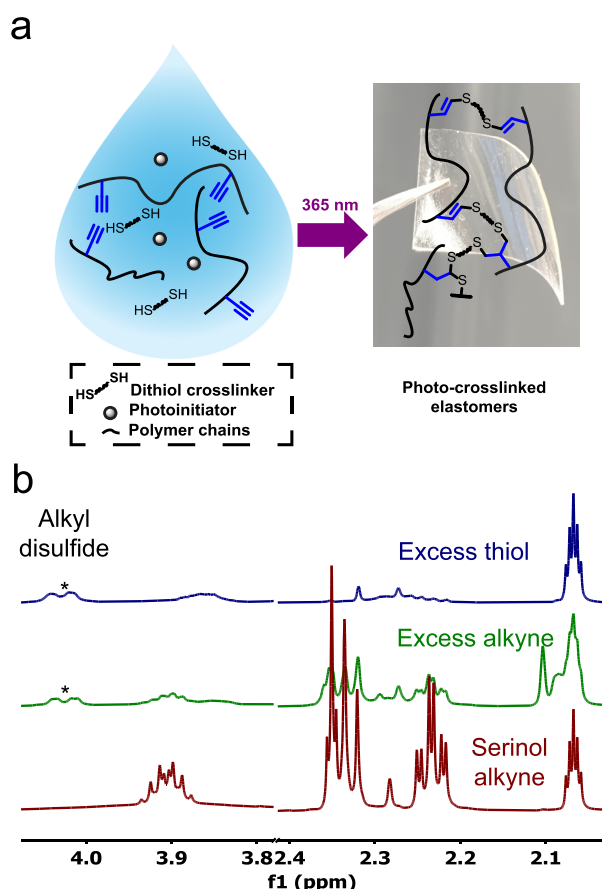 a
HS
SH
SH
HS
SH
HS
365 nm
S
S
S
S
S
S
S
SH
HS
Dithiol crosslinker
Photoinitiator
Polymer chains
Photo-crosslinked
elastomers
b
Alkyl
disulfide
*
Excess thiol
*
Excess alkyne
Serinol
alkyne
4.0 3.9 3.8 2.4 2.3 2.2 2.1
f1 (ppm)